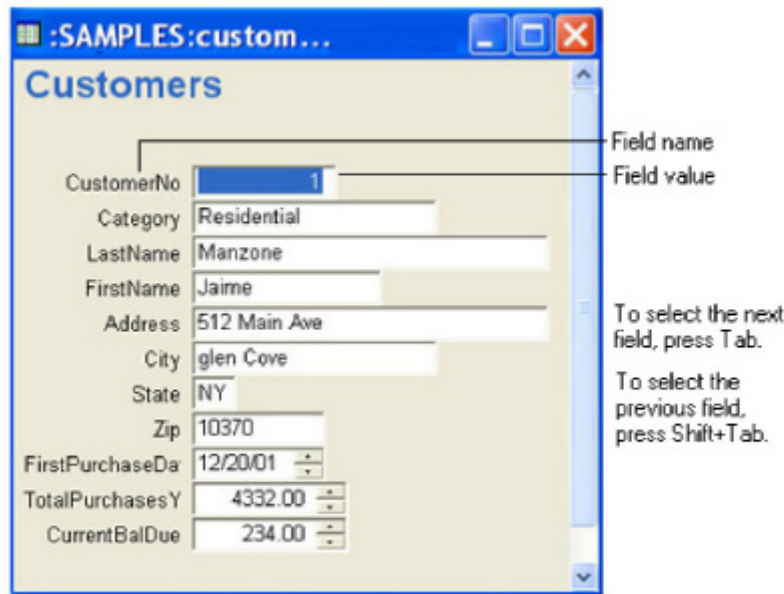 :SAMPLES:custom...
Customers
Field name
CustomerNo 1 Field value
Category Residential
LastName Manzone
FirstName Jaime
Address 512 Main Ave
To select the next
field, press Tab.
City glen Cove
State NY
To select the
previous field,
press Shift+Tab.
Zip 10370
FirstPurchaseDa 12/20/01
TotalPurchasesY 4332.00
CurrentBalDue 234.00